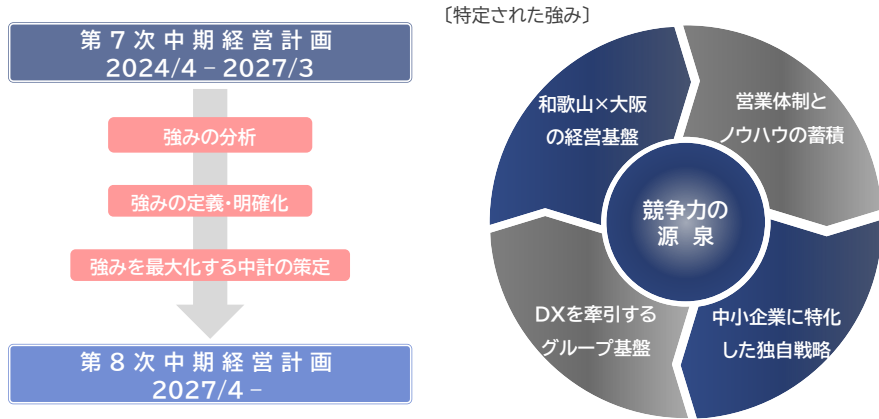 第7次中期経営計画
2024/4－2027/3
強みの分析
強みの定義・明確化
強みを最大化する中計の策定
第8次中期経営計画
2027/4－
〔特定された強み〕
和歌山×大阪
の経営基盤
営業体制と
ノウハウの蓄積
競争力の
源 泉
DXを牽引する
グループ基盤
中小企業に特化
した独自戦略